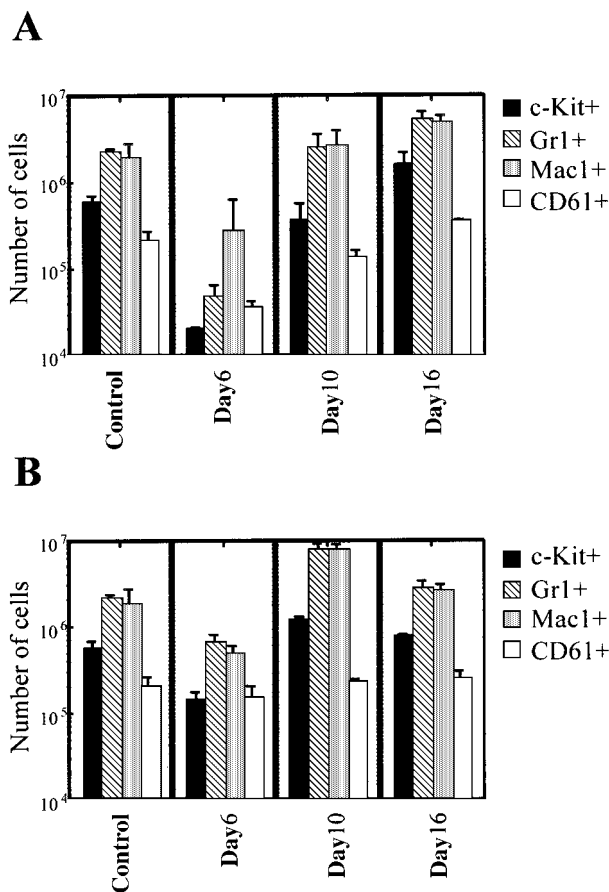 A
Number of cells
10^7
10^6
10^5
10^4
c-Kit+
Gr1+
Mac1+
CD61+
Control
Day6
Day10
Day16
B
Number of cells
10^7
10^6
10^5
10^4
c-Kit+
Gr1+
Mac1+
CD61+
Control
Day6
Day10
Day16